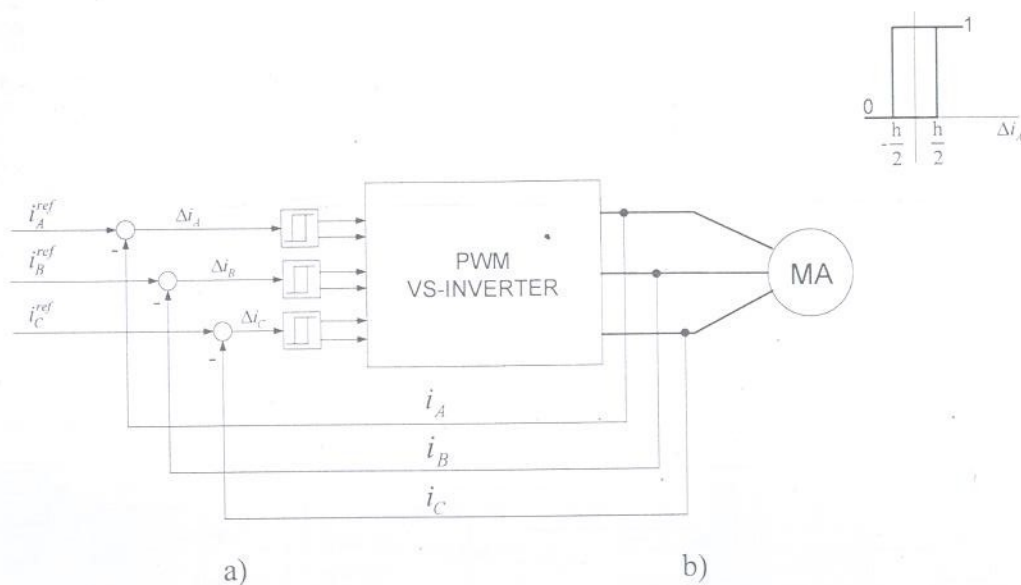 1
0
-h/2
h/2
Δi_A
i_A^ref
Δi_A
-
i_B^ref
Δi_B
-
i_C^ref
Δi_C
-
PWM
VS-INVERTER
MA
i_A
i_B
i_C
a)
b)